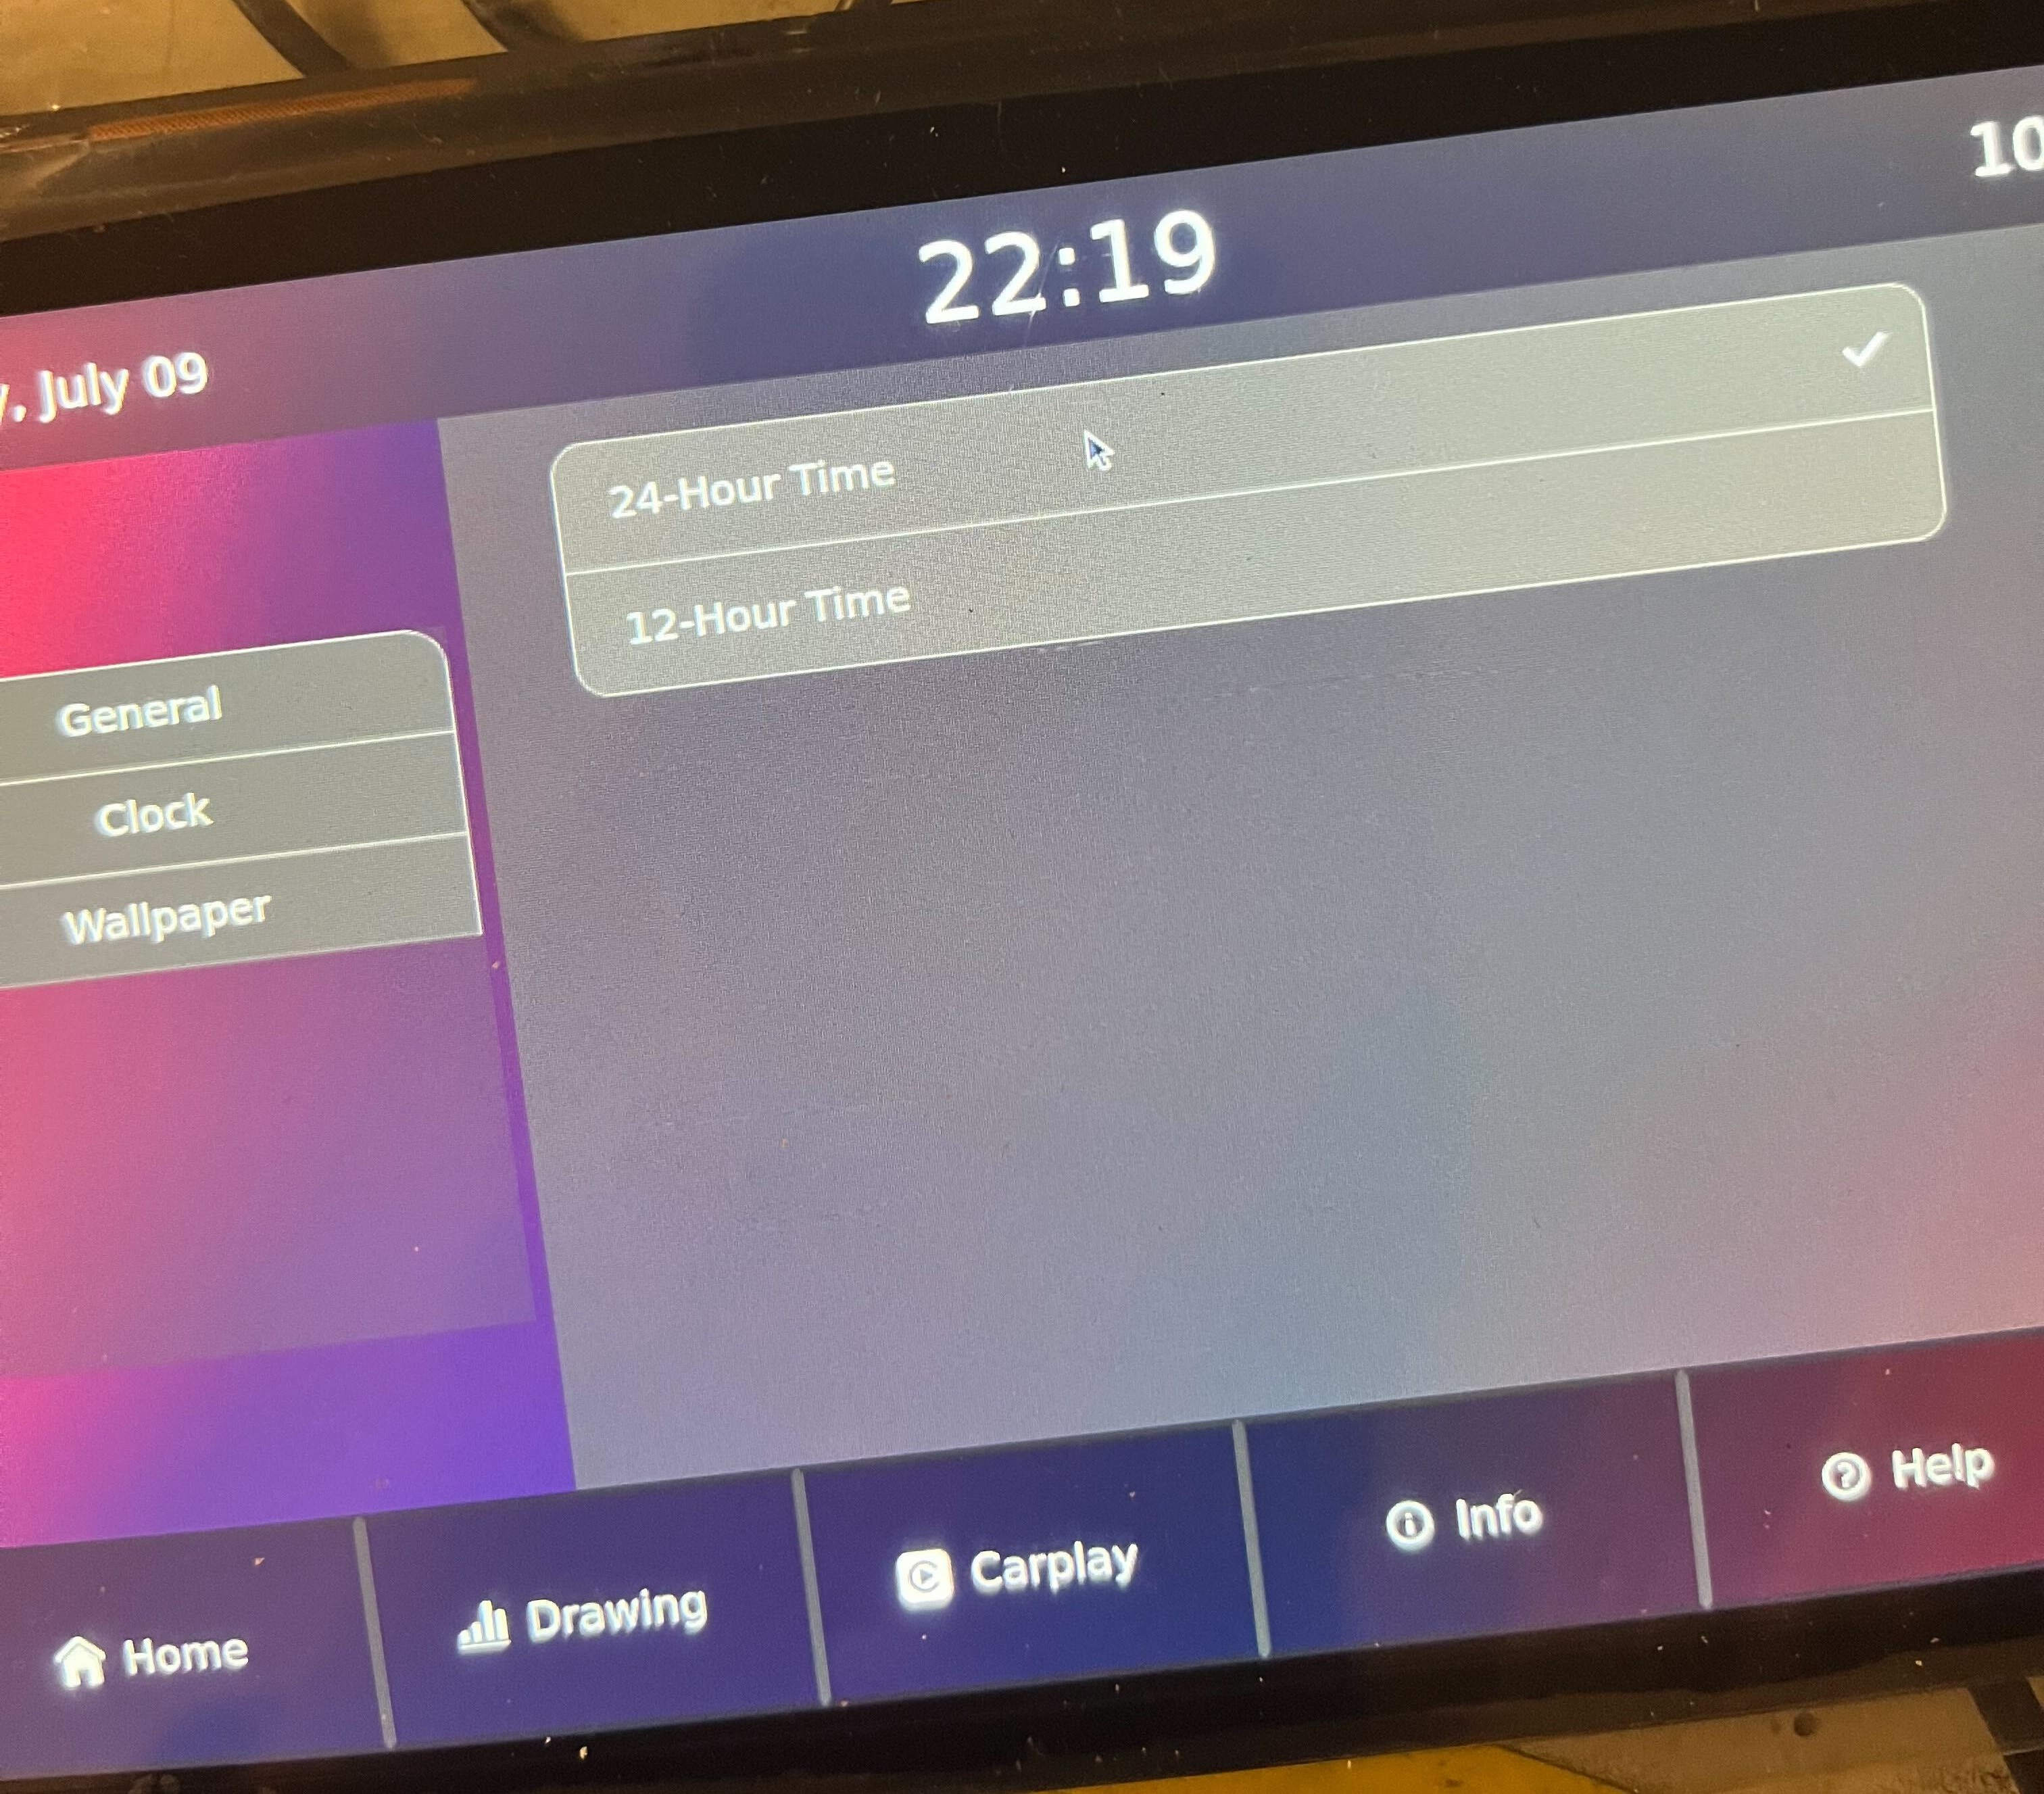 July 09
22:19
10
24-Hour Time
12-Hour Time
General
Clock
Wallpaper
Home
Drawing
Carplay
Info
Help